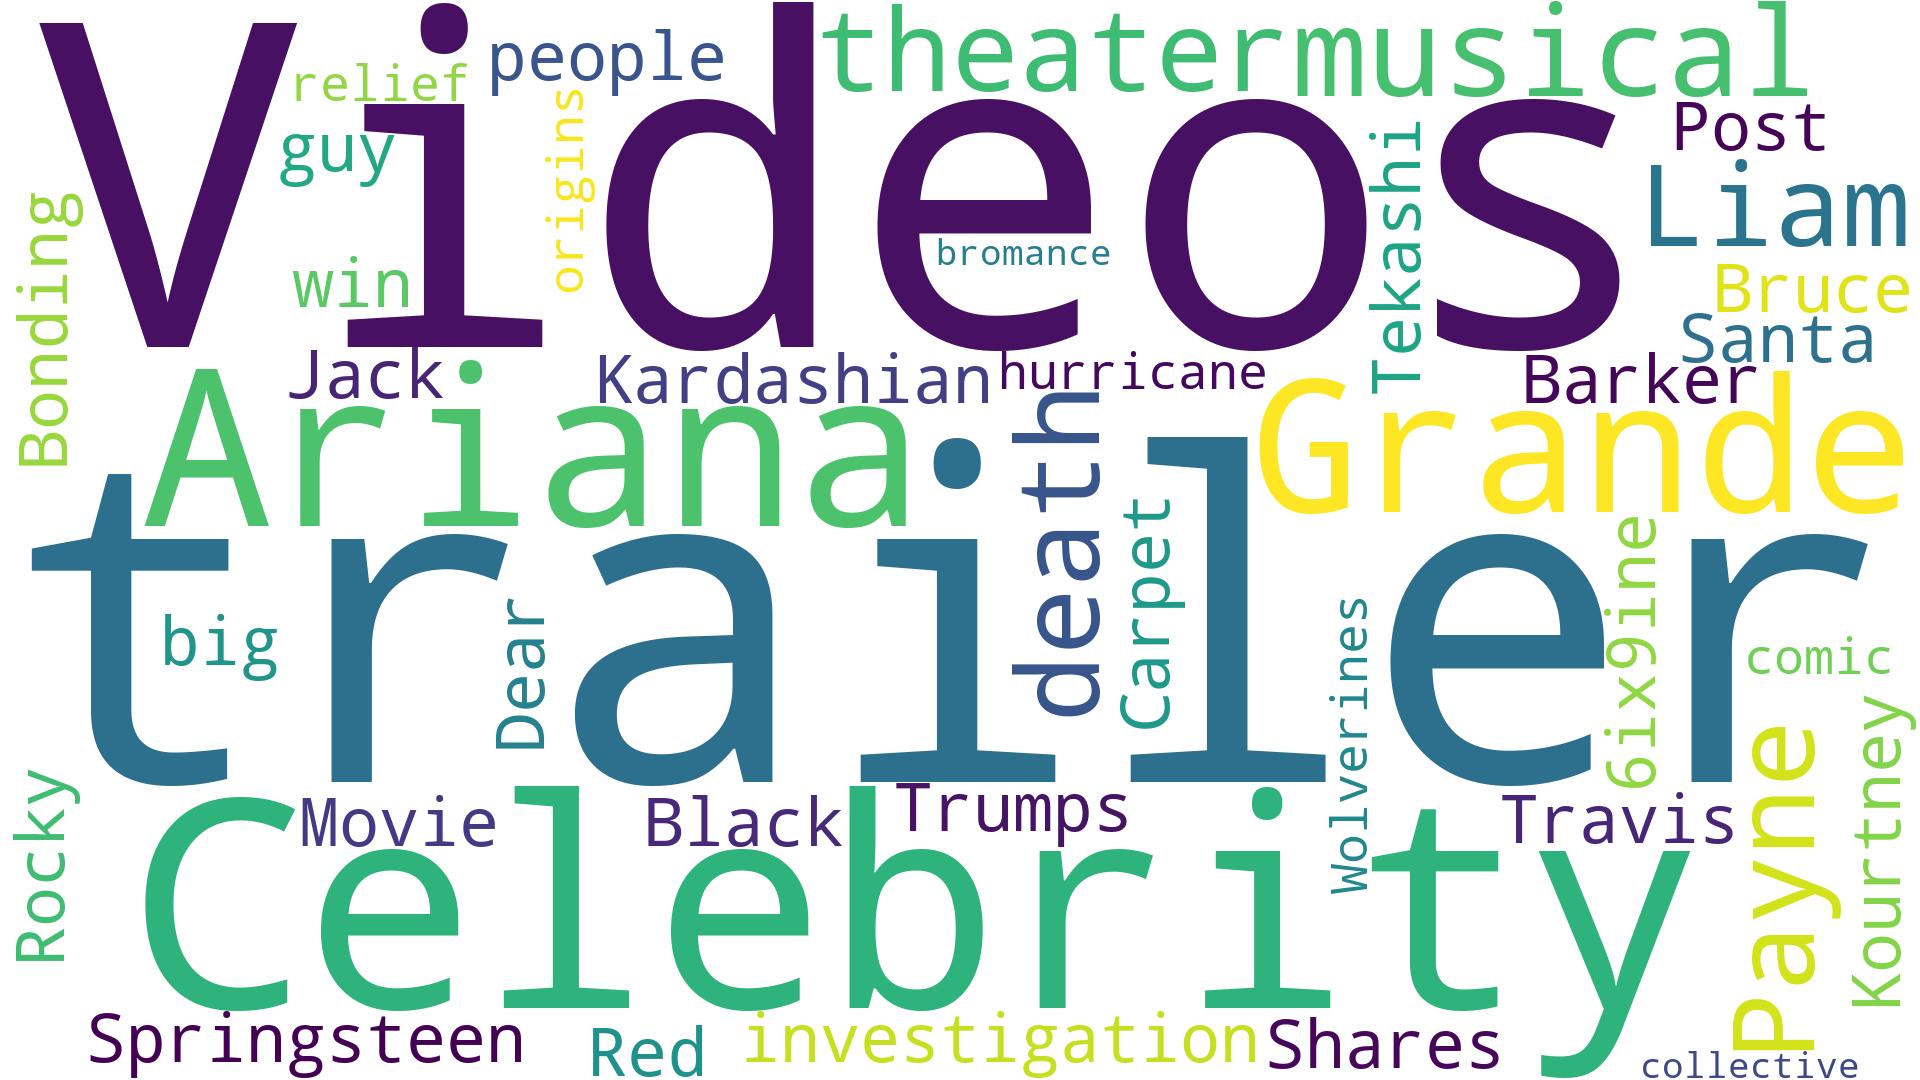 Videos
theatermusical
people
relief
origins
guy
Post
Tekashi
Liam
Bonding
bromance
win
Bruce
Santa
Jack
Kardashian
hurricane
Barker
Ariana
Grande
death
trailer
Carpet
6ix9ine
Dear
big
Wolverines
comic
Payne
Kourtney
Rocky
Movie
Black
Trumps
Travis
Celebrity
Springsteen
Red
investigation
Shares
collective